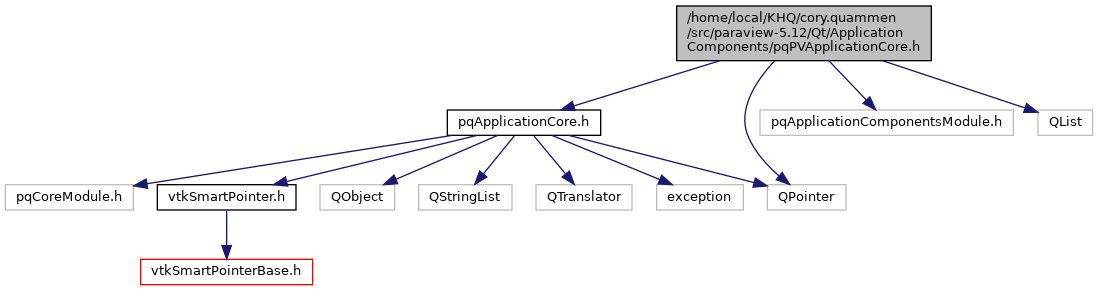 /home/local/KHQ/cory.quammen
/src/paraview-5.12/Qt/Application
Components/pqPVApplicationCore.h
pqApplicationCore.h
pqApplicationComponentsModule.h
QList
pqCoreModule.h
vtkSmartPointer.h
QObject
QStringList
QTranslator
exception
QPointer
vtkSmartPointerBase.h